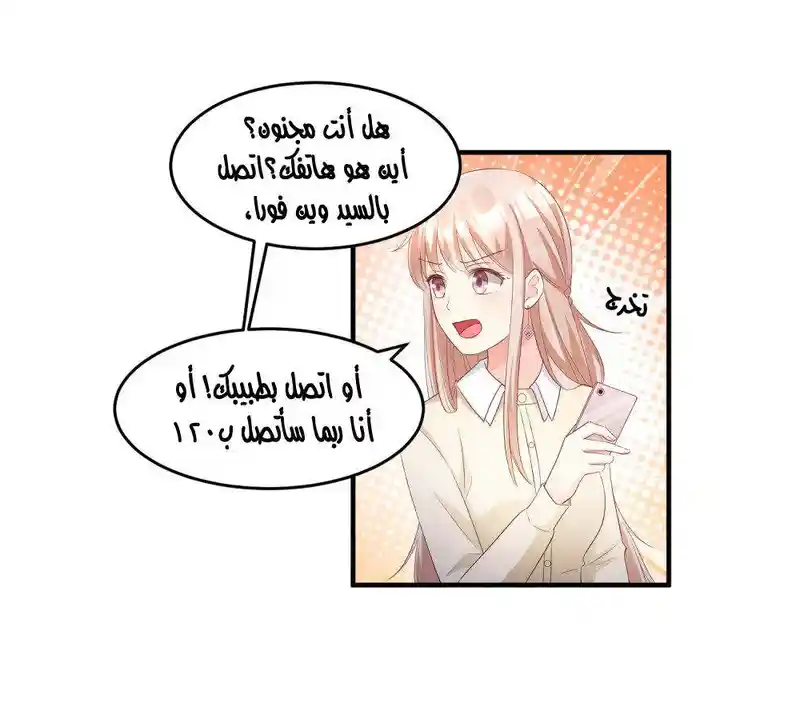 هل أنت مجنون؟
أين هو هاتفك؟اتصل
بالسيد وين فورا،
تخرج
أو اتصل بطبيبك! أو
أنا ربما سأتصل ب١٢٠